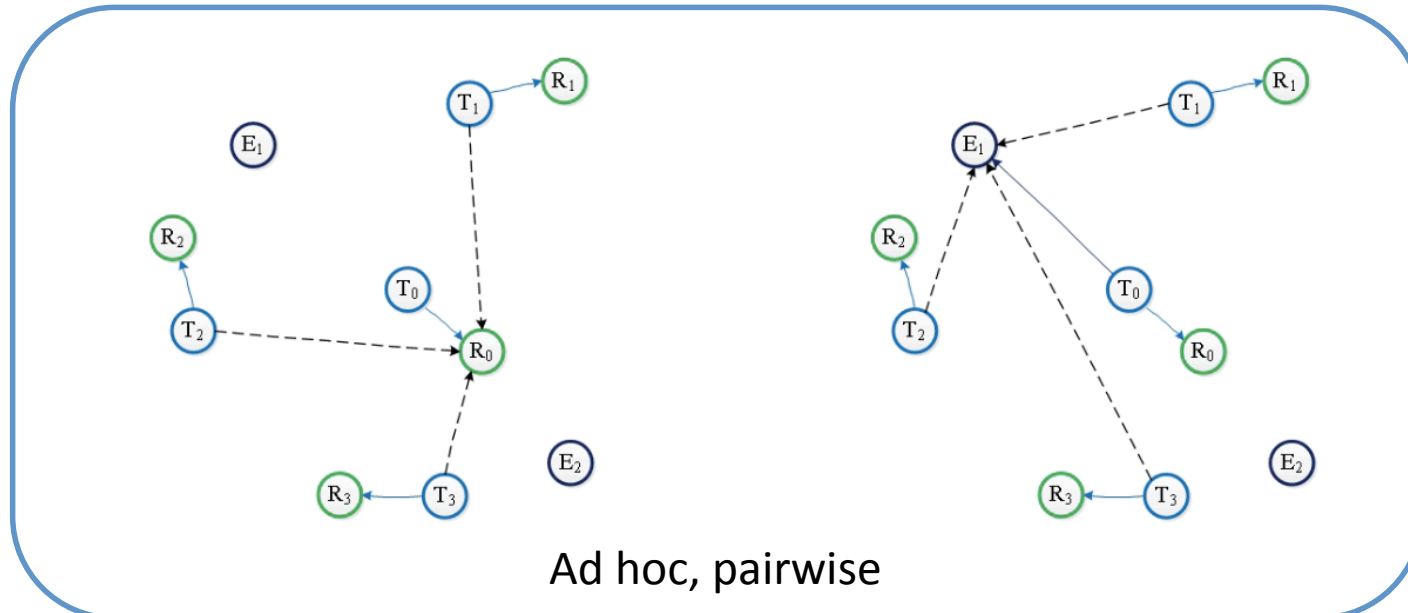 R₁
T₁
E₁
R₂
T₀
T₂
R₀
E₂
R₃
T₃
R₁
T₁
E₁
R₂
T₀
T₂
R₀
E₂
R₃
T₃
Ad hoc, pairwise